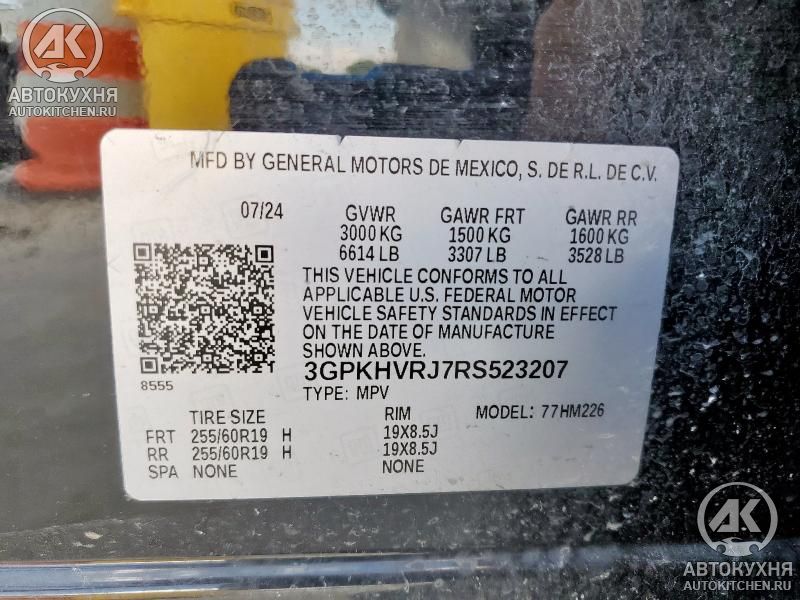 АК
АВТОКУХНЯ
AUTOKITCHEN.RU
MFD BY GENERAL MOTORS DE MEXICO, S. DE R.L. DE C.V.
07/24 GVWR GAWR FRT GAWR RR
3000 KG 1500 KG 1600 KG
6614 LB 3307 LB 3528 LB
THIS VEHICLE CONFORMS TO ALL
APPLICABLE U.S. FEDERAL MOTOR
VEHICLE SAFETY STANDARDS IN EFFECT
ON THE DATE OF MANUFACTURE
SHOWN ABOVE.
8555
3GPKHVRJ7RS523207
TYPE: MPV
TIRE SIZE RIM MODEL: 77HM226
FRT 255/60R19 H 19X8.5J
RR 255/60R19 H 19X8.5J
SPA NONE NONE
АК
АВТОКУХНЯ
AUTOKITCHEN.RU